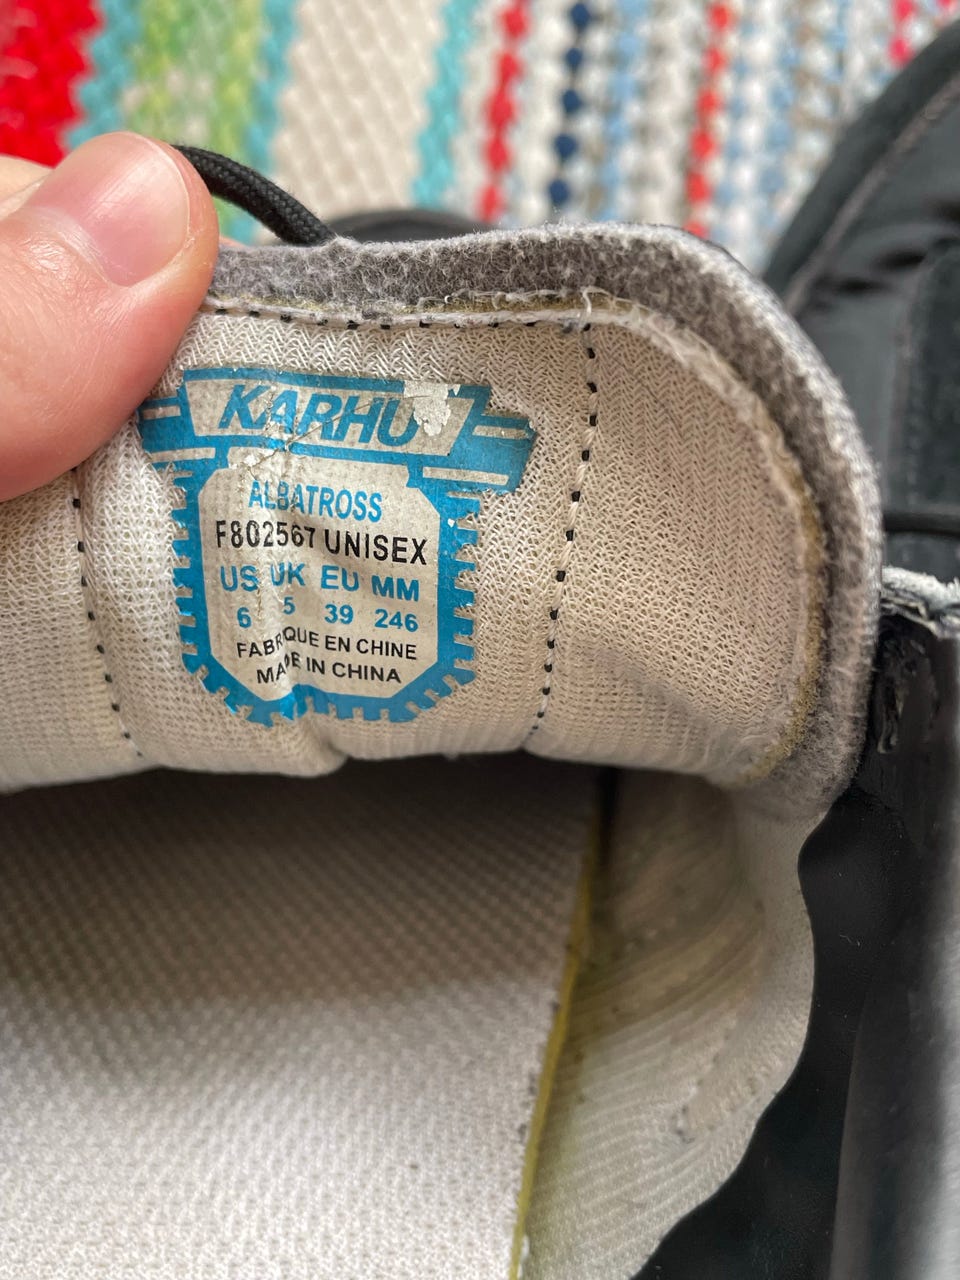 KARHU
ALBATROSS
F802567 UNISEX
US UK EU MM
6 5 39 246
FABRIQUE EN CHINE
MADE IN CHINA